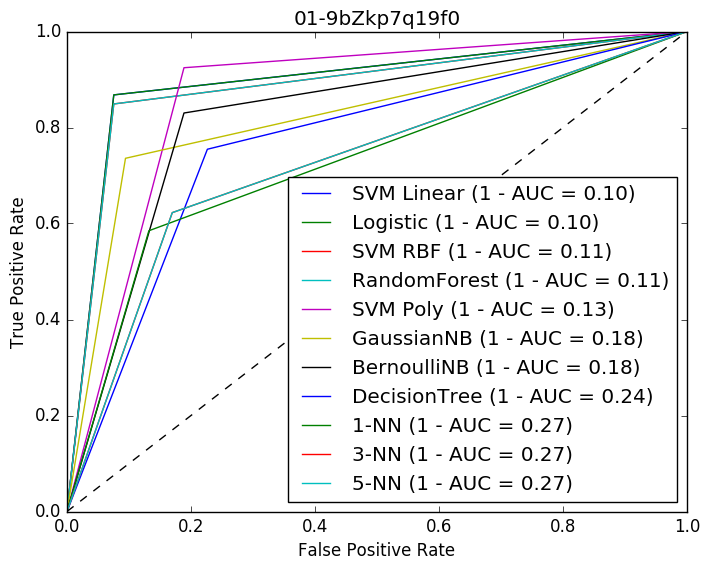 01-9bZkp7q19f0
1.0
0.8
0.6
0.4
0.2
0.0
True Positive Rate
SVM Linear (1 - AUC = 0.10)
Logistic (1 - AUC = 0.10)
SVM RBF (1 - AUC = 0.11)
RandomForest (1 - AUC = 0.11)
SVM Poly (1 - AUC = 0.13)
GaussianNB (1 - AUC = 0.18)
BernoulliNB (1 - AUC = 0.18)
DecisionTree (1 - AUC = 0.24)
1-NN (1 - AUC = 0.27)
3-NN (1 - AUC = 0.27)
5-NN (1 - AUC = 0.27)
0.0 0.2 0.4 0.6 0.8 1.0
False Positive Rate